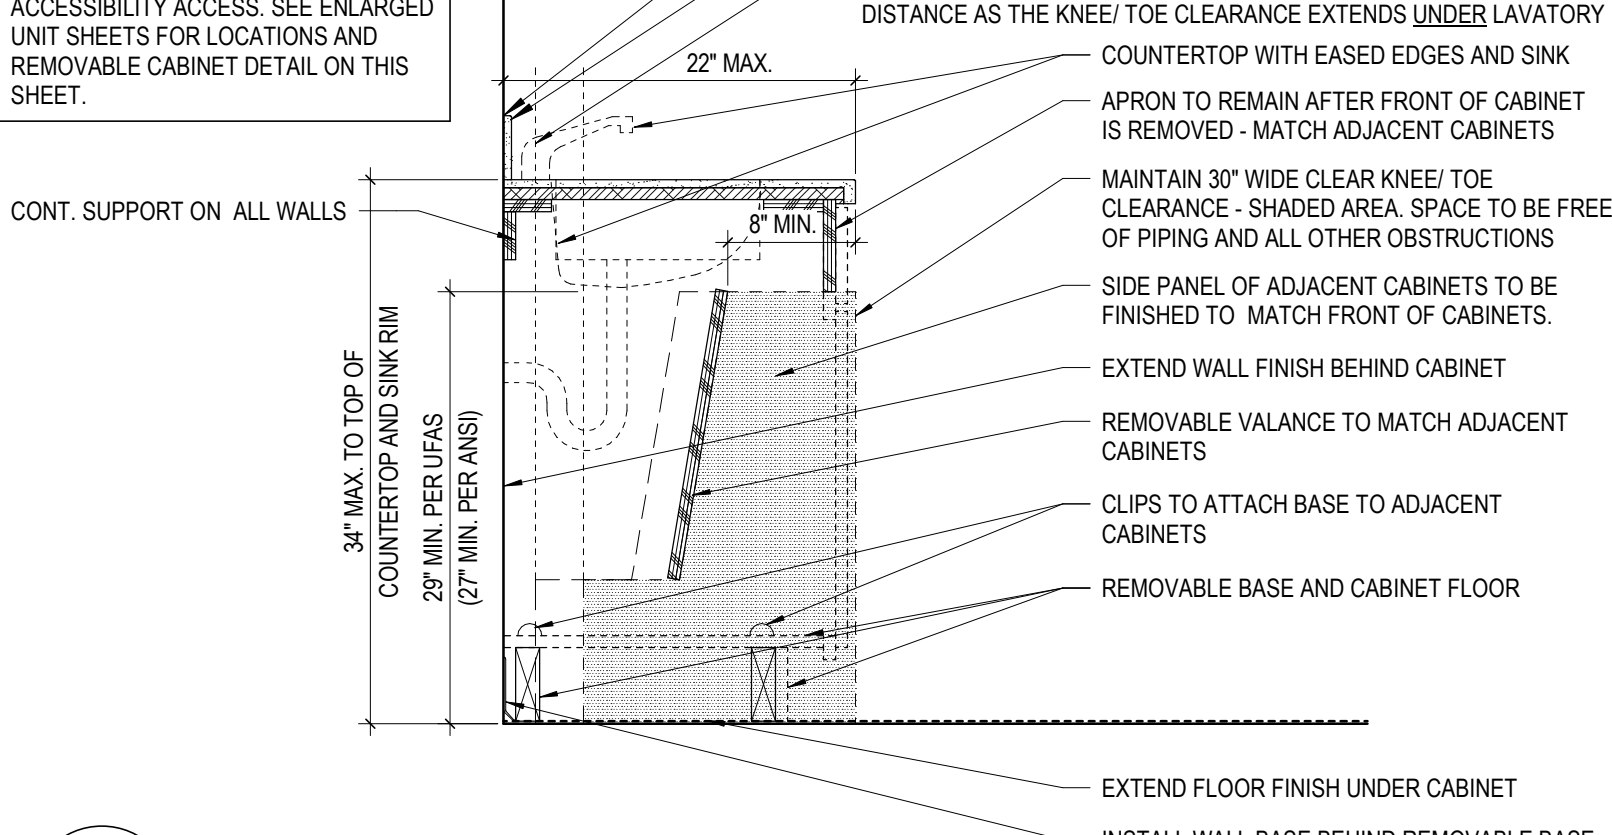 ACCESSIBILITY ACCESS. SEE ENLARGED
UNIT SHEETS FOR LOCATIONS AND
REMOVABLE CABINET DETAIL ON THIS
SHEET.
DISTANCE AS THE KNEE/ TOE CLEARANCE EXTENDS UNDER LAVATORY
22" MAX.
COUNTERTOP WITH EASED EDGES AND SINK
APRON TO REMAIN AFTER FRONT OF CABINET
IS REMOVED - MATCH ADJACENT CABINETS
CONT. SUPPORT ON ALL WALLS
8" MIN.
MAINTAIN 30" WIDE CLEAR KNEE/ TOE
CLEARANCE - SHADED AREA. SPACE TO BE FREE
OF PIPING AND ALL OTHER OBSTRUCTIONS
SIDE PANEL OF ADJACENT CABINETS TO BE
FINISHED TO MATCH FRONT OF CABINETS.
34" MAX. TO TOP OF
COUNTERTOP AND SINK RIM
29" MIN. PER UFAS
(27" MIN. PER ANSI)
EXTEND WALL FINISH BEHIND CABINET
REMOVABLE VALANCE TO MATCH ADJACENT
CABINETS
CLIPS TO ATTACH BASE TO ADJACENT
CABINETS
REMOVABLE BASE AND CABINET FLOOR
EXTEND FLOOR FINISH UNDER CABINET
INSTALL WALL BASE BEHIND REMOVABLE BASE